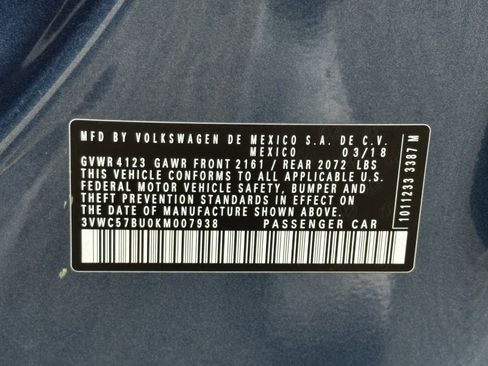 MFD BY VOLKSWAGEN DE MEXICO S.A. DE C.V.
MEXICO 03/18
GVWR 4123 GAWR FRONT 2161 / REAR 2072 LBS
THIS VEHICLE CONFORMS TO ALL APPLICABLE U.S.
FEDERAL MOTOR VEHICLE SAFETY, BUMPER AND
THEFT PREVENTION STANDARDS IN EFFECT ON
THE DATE OF MANUFACTURE SHOWN ABOVE.
3VWC57BU0KM007938 PASSENGER CAR
1011233 3387 M